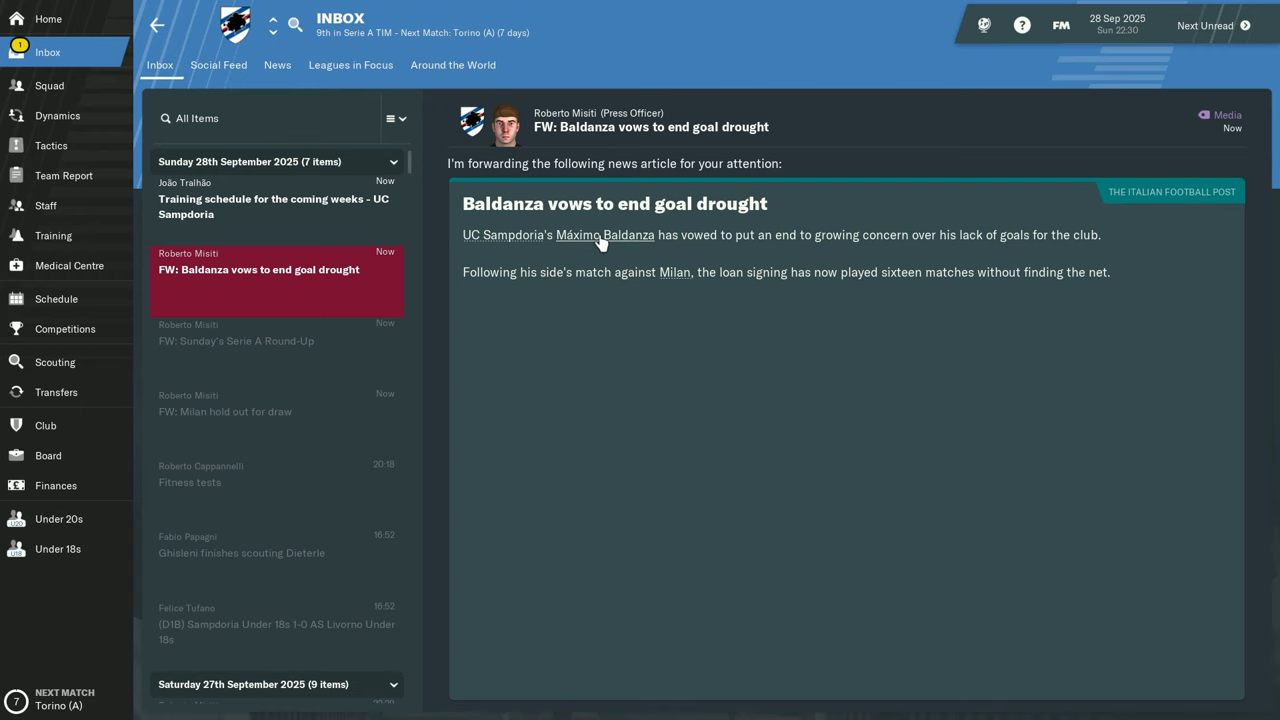 Home
1
Inbox
Squad
Dynamics
Tactics
Team Report
Staff
Training
Medical Centre
Schedule
Competitions
Scouting
Transfers
Club
Board
Finances
U20
Under 20s
U18
Under 18s
7
NEXT MATCH
Torino (A)
INBOX
9th in Serie A TIM - Next Match: Torino (A) (7 days)
?
FM
28 Sep 2025
Sun 22:30
Next Unread
Inbox
Social Feed
News
Leagues in Focus
Around the World
All Items
Sunday 28th September 2025 (7 items)
João Tralhão
Now
Training schedule for the coming weeks - UC
Sampdoria
Roberto Misiti
Now
FW: Baldanza vows to end goal drought
Roberto Misiti
Now
FW: Sunday's Serie A Round-Up
Roberto Misiti
Now
FW: Milan hold out for draw
Roberto Cappannelli
20:18
Fitness tests
Fabio Papagni
16:52
Ghisleni finishes scouting Dieterle
Felice Tufano
16:52
(D1B) Sampdoria Under 18s 1-0 AS Livorno Under
18s
Saturday 27th September 2025 (9 items)
Roberto Misiti (Press Officer)
FW: Baldanza vows to end goal drought
Media
Now
I'm forwarding the following news article for your attention:
THE ITALIAN FOOTBALL POST
Baldanza vows to end goal drought
UC Sampdoria's Máximo Baldanza has vowed to put an end to growing concern over his lack of goals for the club.
Following his side's match against Milan, the loan signing has now played sixteen matches without finding the net.